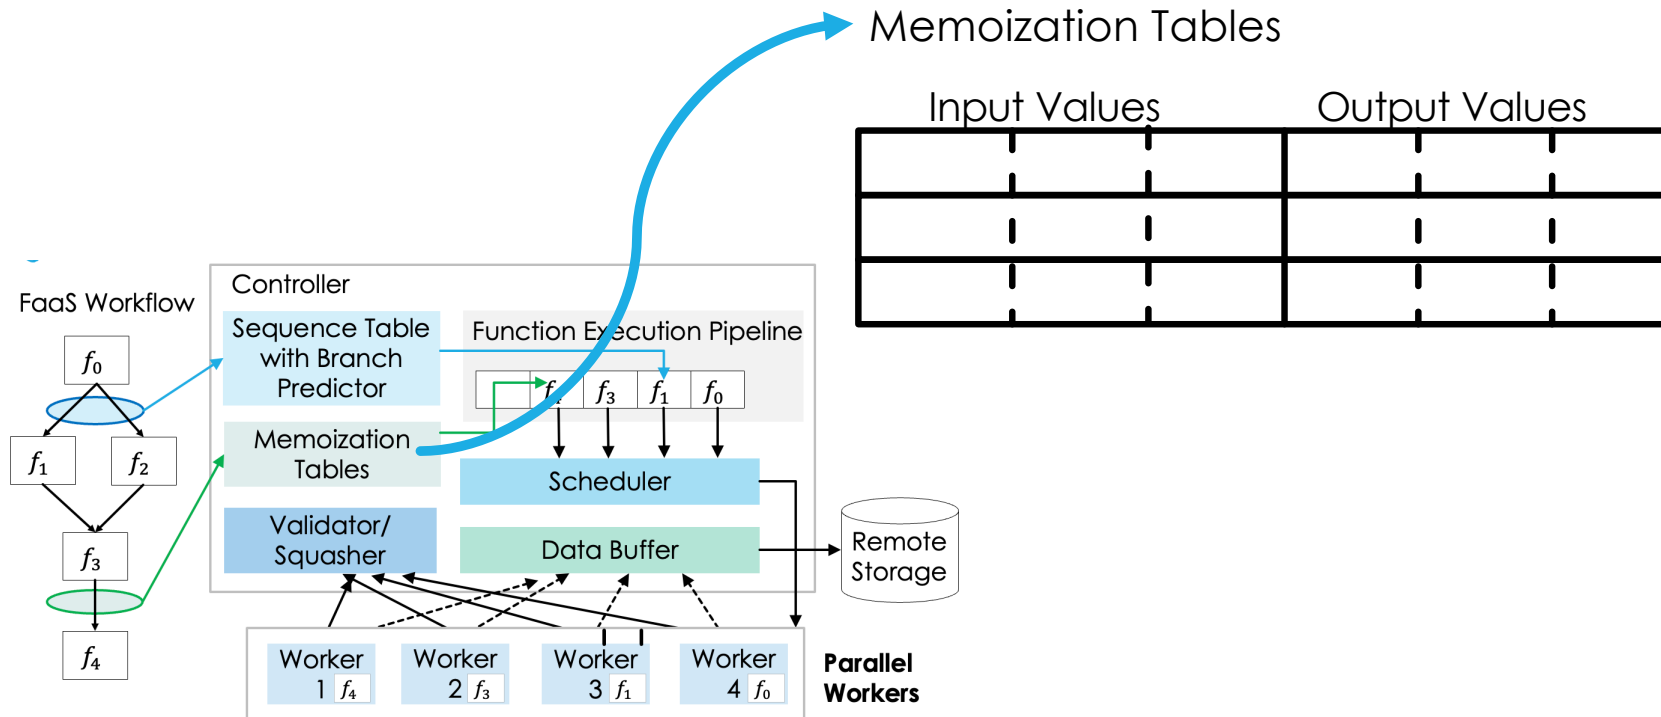 Memoization Tables
Input Values
Output Values
FaaS Workflow
f0
f1
f2
f3
f4
Controller
Sequence Table
with Branch
Predictor
Memoization
Tables
Validator/
Squasher
Function Execution Pipeline
f3
f1
f0
Scheduler
Data Buffer
Remote
Storage
Worker
1 f4
Worker
2 f3
Worker
3 f1
Worker
4 f0
Parallel
Workers